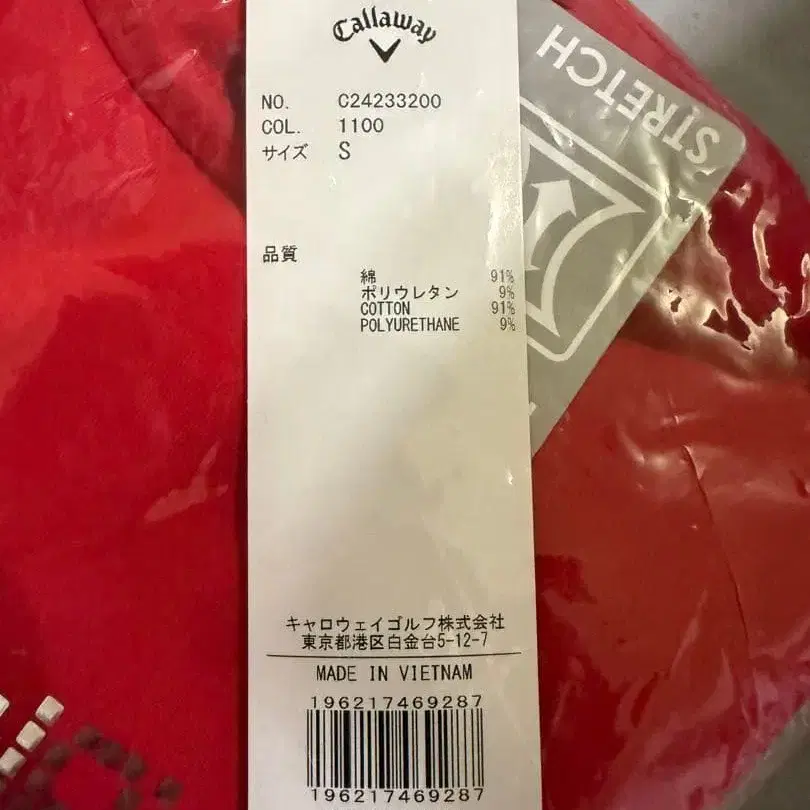 Callaway
STRETCH
NO. C24233200
COL. 1100
サイズ S
品質
綿 91%
ポリウレタン 9%
COTTON 91%
POLYURETHANE 9%
キャロウェイゴルフ株式会社
東京都港区白金台5-12-7
MADE IN VIETNAM
196217469287
196217469287